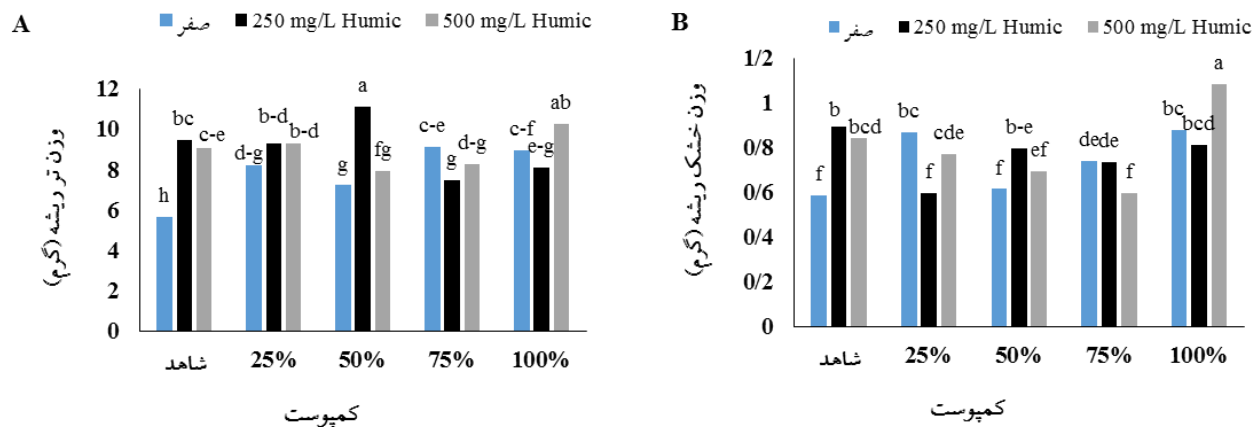 A
صفر 250 mg/L Humic 500 mg/L Humic
وزن تر ریشه (گرم)
12
10
8
6
4
2
0
h bc c-e
d-g b-d b-d
g a fg
c-e g d-g
c-f e-g ab
شاهد 25% 50% 75% 100%
کمپوست
B
صفر 250 mg/L Humic 500 mg/L Humic
وزن خشک ریشه (گرم)
1/2
1
0/8
0/6
0/4
0/2
0
f b bcd
bc f cde
f b-e ef
de de f
bc bcd a
شاهد 25% 50% 75% 100%
کمپوست